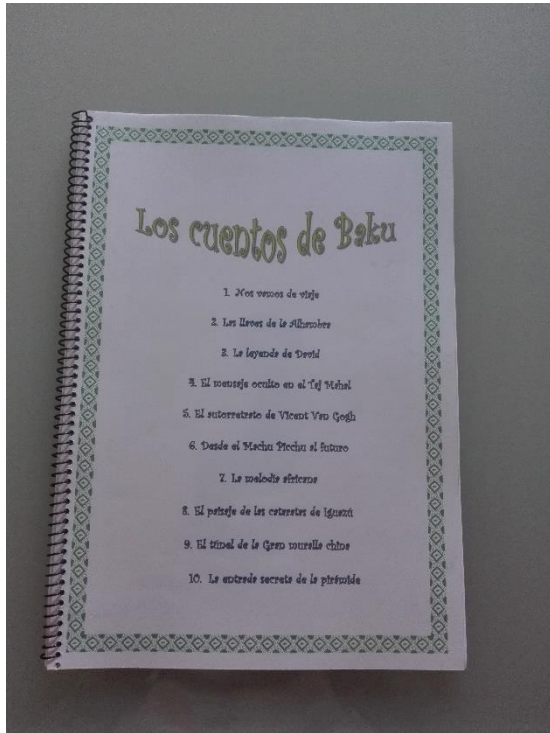 Los cuentos de Baku
1. Nos vamos de viaje
2. Las llaves de la Alhambra
3. La leyenda de David
4. El mensaje oculto en el Taj Mahal
5. El autorretrato de Vicent Van Gogh
6. Desde el Machu Picchu al futuro
7. La melodía africana
8. El paisaje de las cataratas de Iguazú
9. El túnel de la Gran muralla china
10. La entrada secreta de la pirámide